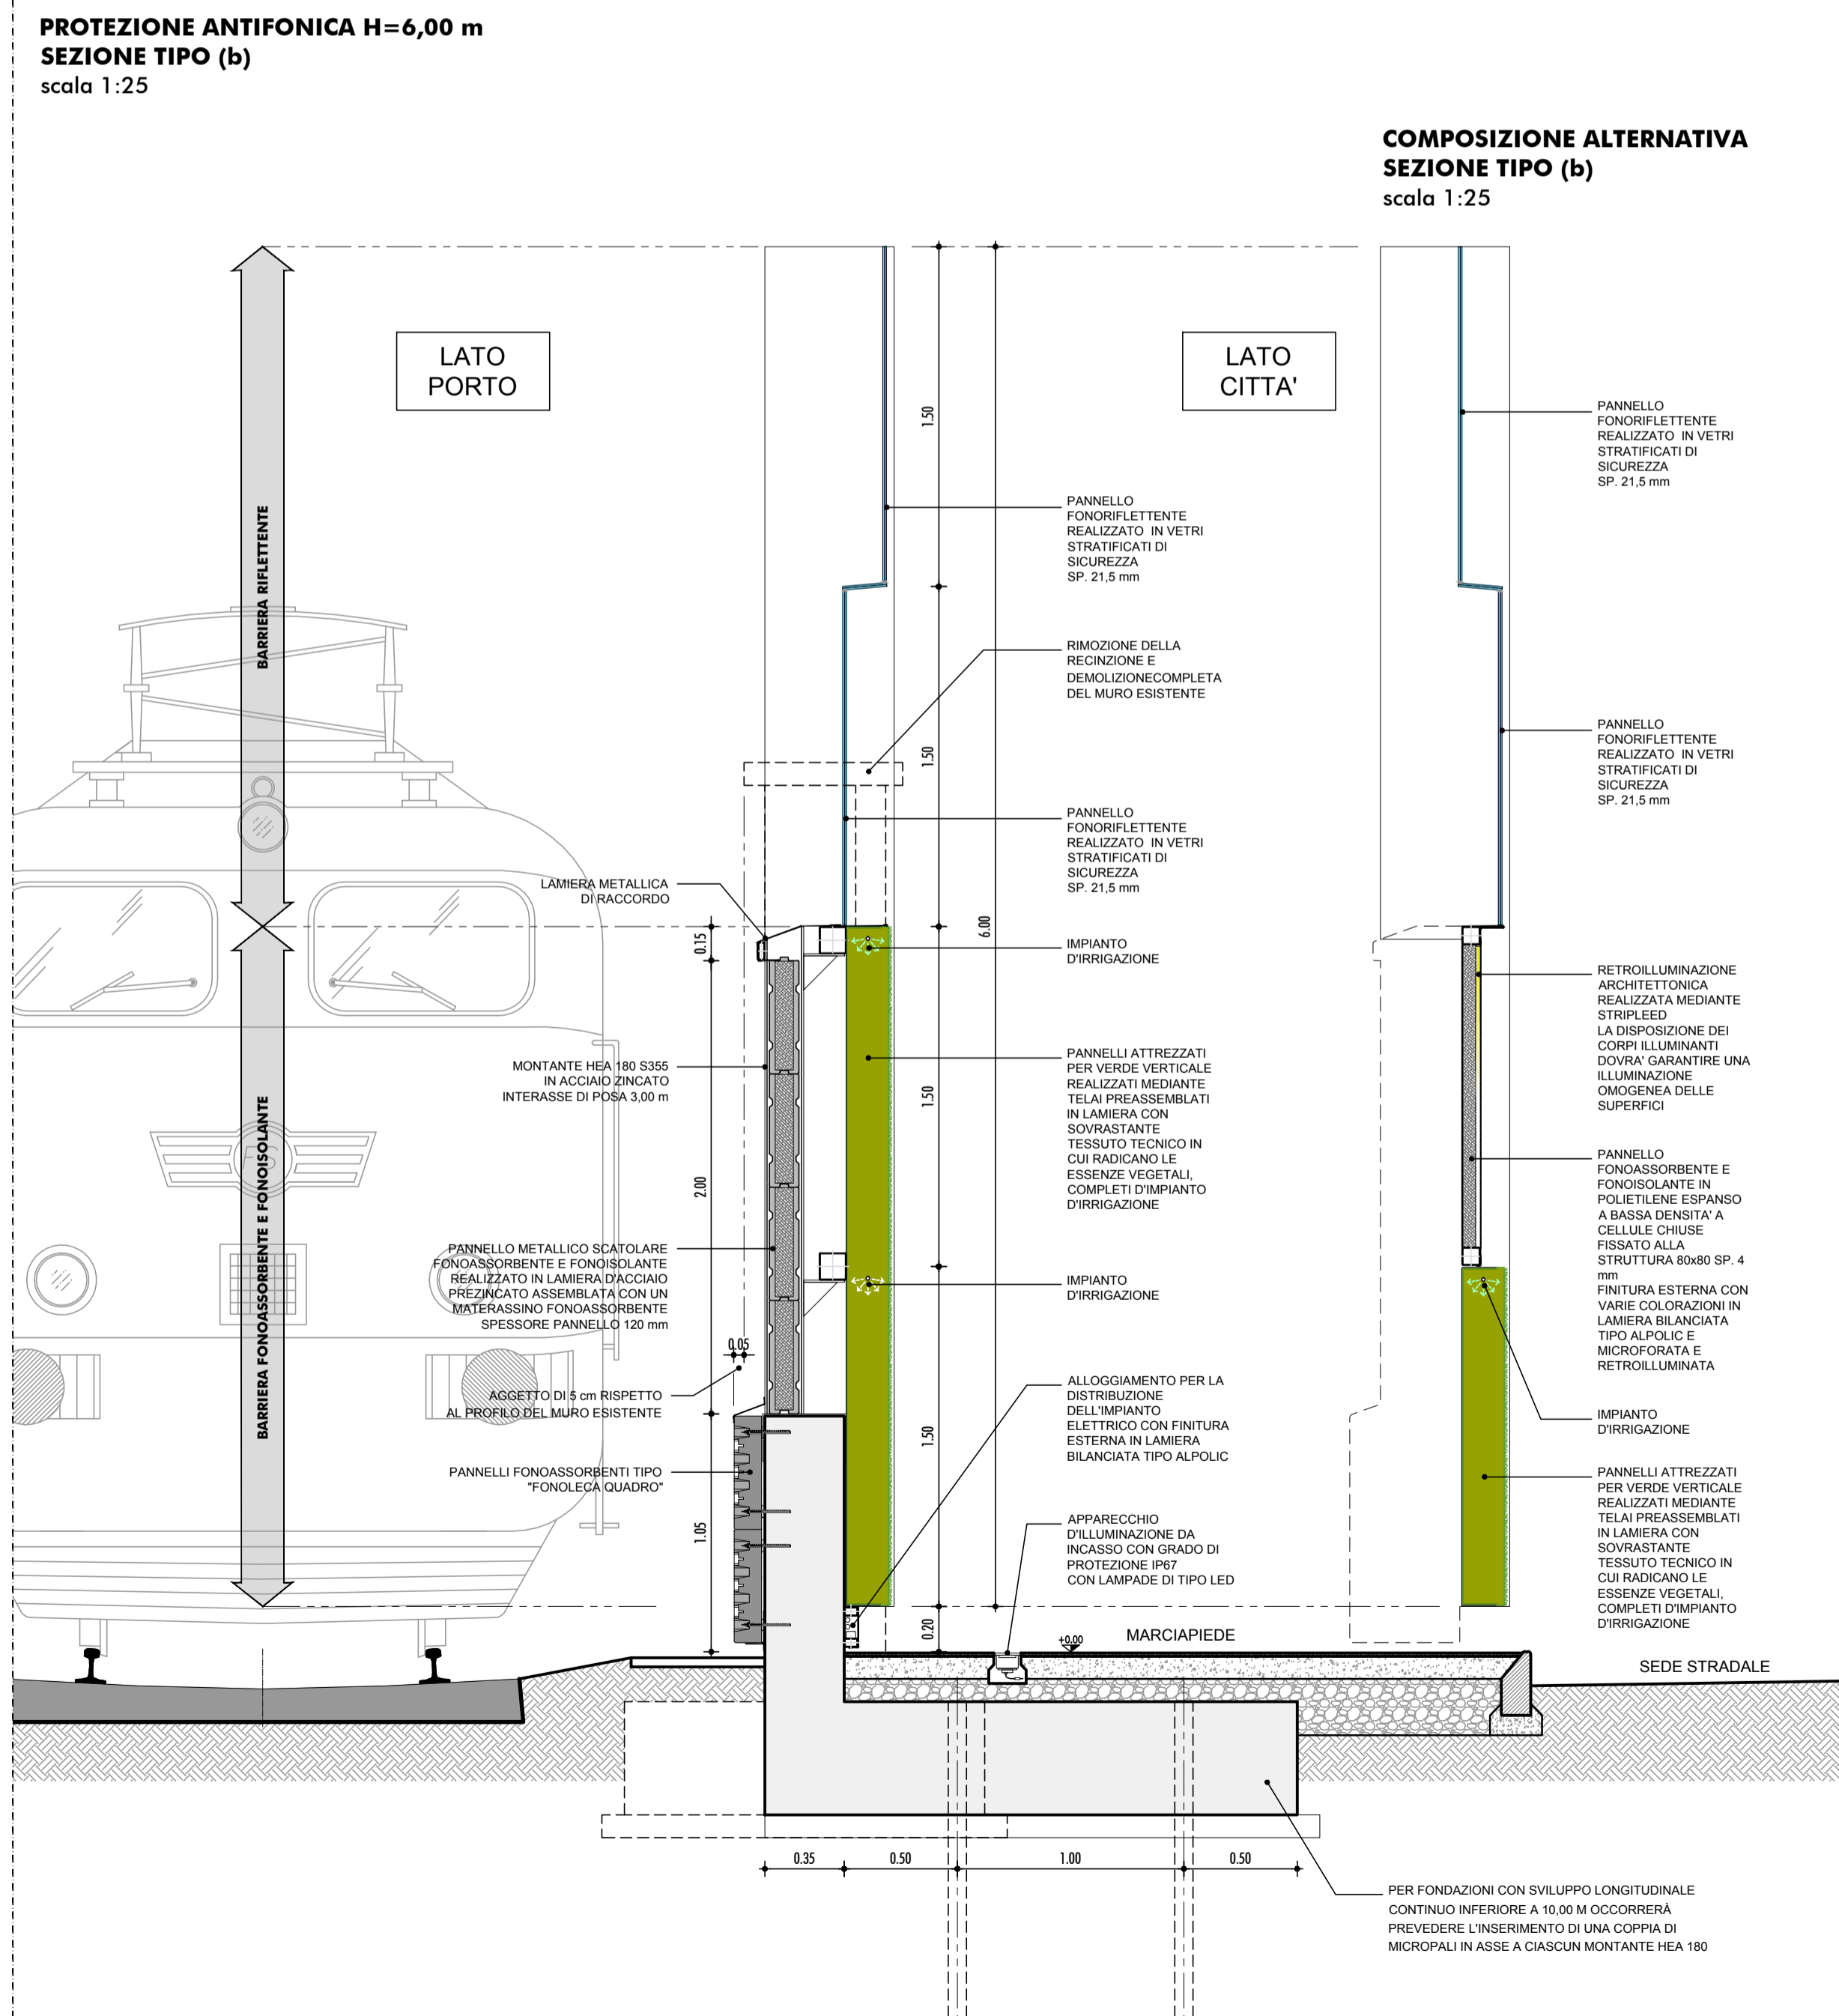 PROTEZIONE ANTIFONICA H=6,00 m
SEZIONE TIPO (b)
scala 1:25
COMPOSIZIONE ALTERNATIVA
SEZIONE TIPO (b)
scala 1:25
LATO
PORTO
LATO
CITTA'
BARRIERA RIFLETTENTE
BARRIERA FONOASSORBENTE E FONOISOLANTE
LAMIERA METALLICA
DI RACCORDO
MONTANTE HEA 180 S355
IN ACCIAIO ZINCATO
INTERASSE DI POSA 3,00 m
PANNELLO METALLICO SCATOLARE
FONOASSORBENTE E FONOISOLANTE
REALIZZATO IN LAMIERA D'ACCIAIO
PREZINCATO ASSEMBLATA CON UN
MATERASSINO FONOASSORBENTE
SPESSORE PANNELLO 120 mm
AGGETTO DI 5 cm RISPETTO
AL PROFILO DEL MURO ESISTENTE
PANNELLI FONOASSORBENTI TIPO
"FONOLECA QUADRO"
0.15
2.00
0.05
1.05
1.50
1.50
6.00
1.50
1.50
0.20
PANNELLO
FONORIFLETTENTE
REALIZZATO IN VETRI
STRATIFICATI DI
SICUREZZA
SP. 21,5 mm
RIMOZIONE DELLA
RECINZIONE E
DEMOLIZIONECOMPLETA
DEL MURO ESISTENTE
PANNELLO
FONORIFLETTENTE
REALIZZATO IN VETRI
STRATIFICATI DI
SICUREZZA
SP. 21,5 mm
IMPIANTO
D'IRRIGAZIONE
PANNELLI ATTREZZATI
PER VERDE VERTICALE
REALIZZATI MEDIANTE
TELAI PREASSEMBLATI
IN LAMIERA CON
SOVRASTANTE
TESSUTO TECNICO IN
CUI RADICANO LE
ESSENZE VEGETALI,
COMPLETI D'IMPIANTO
D'IRRIGAZIONE
IMPIANTO
D'IRRIGAZIONE
ALLOGGIAMENTO PER LA
DISTRIBUZIONE
DELL'IMPIANTO
ELETTRICO CON FINITURA
ESTERNA IN LAMIERA
BILANCIATA TIPO ALPOLIC
APPARECCHIO
D'ILLUMINAZIONE DA
INCASSO CON GRADO DI
PROTEZIONE IP67
CON LAMPADE DI TIPO LED
+0.00
MARCIAPIEDE
SEDE STRADALE
PANNELLO
FONORIFLETTENTE
REALIZZATO IN VETRI
STRATIFICATI DI
SICUREZZA
SP. 21,5 mm
PANNELLO
FONORIFLETTENTE
REALIZZATO IN VETRI
STRATIFICATI DI
SICUREZZA
SP. 21,5 mm
RETROILLUMINAZIONE
ARCHITETTONICA
REALIZZATA MEDIANTE
STRIPLEED
LA DISPOSIZIONE DEI
CORPI ILLUMINANTI
DOVRA' GARANTIRE UNA
ILLUMINAZIONE
OMOGENEA DELLE
SUPERFICI
PANNELLO
FONOASSORBENTE E
FONOISOLANTE IN
POLIETILENE ESPANSO
A BASSA DENSITA' A
CELLULE CHIUSE
FISSATO ALLA
STRUTTURA 80x80 SP. 4
mm
FINITURA ESTERNA CON
VARIE COLORAZIONI IN
LAMIERA BILANCIATA
TIPO ALPOLIC E
MICROFORATA E
RETROILLUMINATA
IMPIANTO
D'IRRIGAZIONE
PANNELLI ATTREZZATI
PER VERDE VERTICALE
REALIZZATI MEDIANTE
TELAI PREASSEMBLATI
IN LAMIERA CON
SOVRASTANTE
TESSUTO TECNICO IN
CUI RADICANO LE
ESSENZE VEGETALI,
COMPLETI D'IMPIANTO
D'IRRIGAZIONE
0.35
0.50
1.00
0.50
PER FONDAZIONI CON SVILUPPO LONGITUDINALE
CONTINUO INFERIORE A 10,00 M OCCORRERÀ
PREVEDERE L'INSERIMENTO DI UNA COPPIA DI
MICROPALI IN ASSE A CIASCUN MONTANTE HEA 180